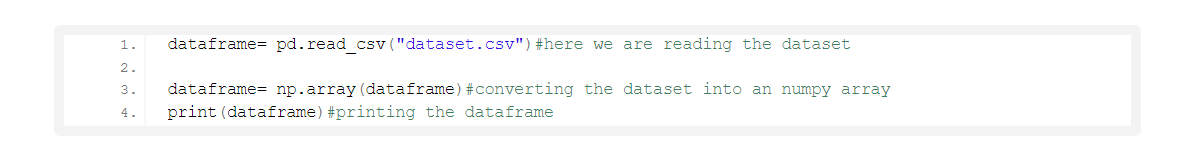 1. dataframe= pd.read_csv("dataset.csv")#here we are reading the dataset
2.
3. dataframe= np.array(dataframe)#converting the dataset into an numpy array
4. print(dataframe)#printing the dataframe